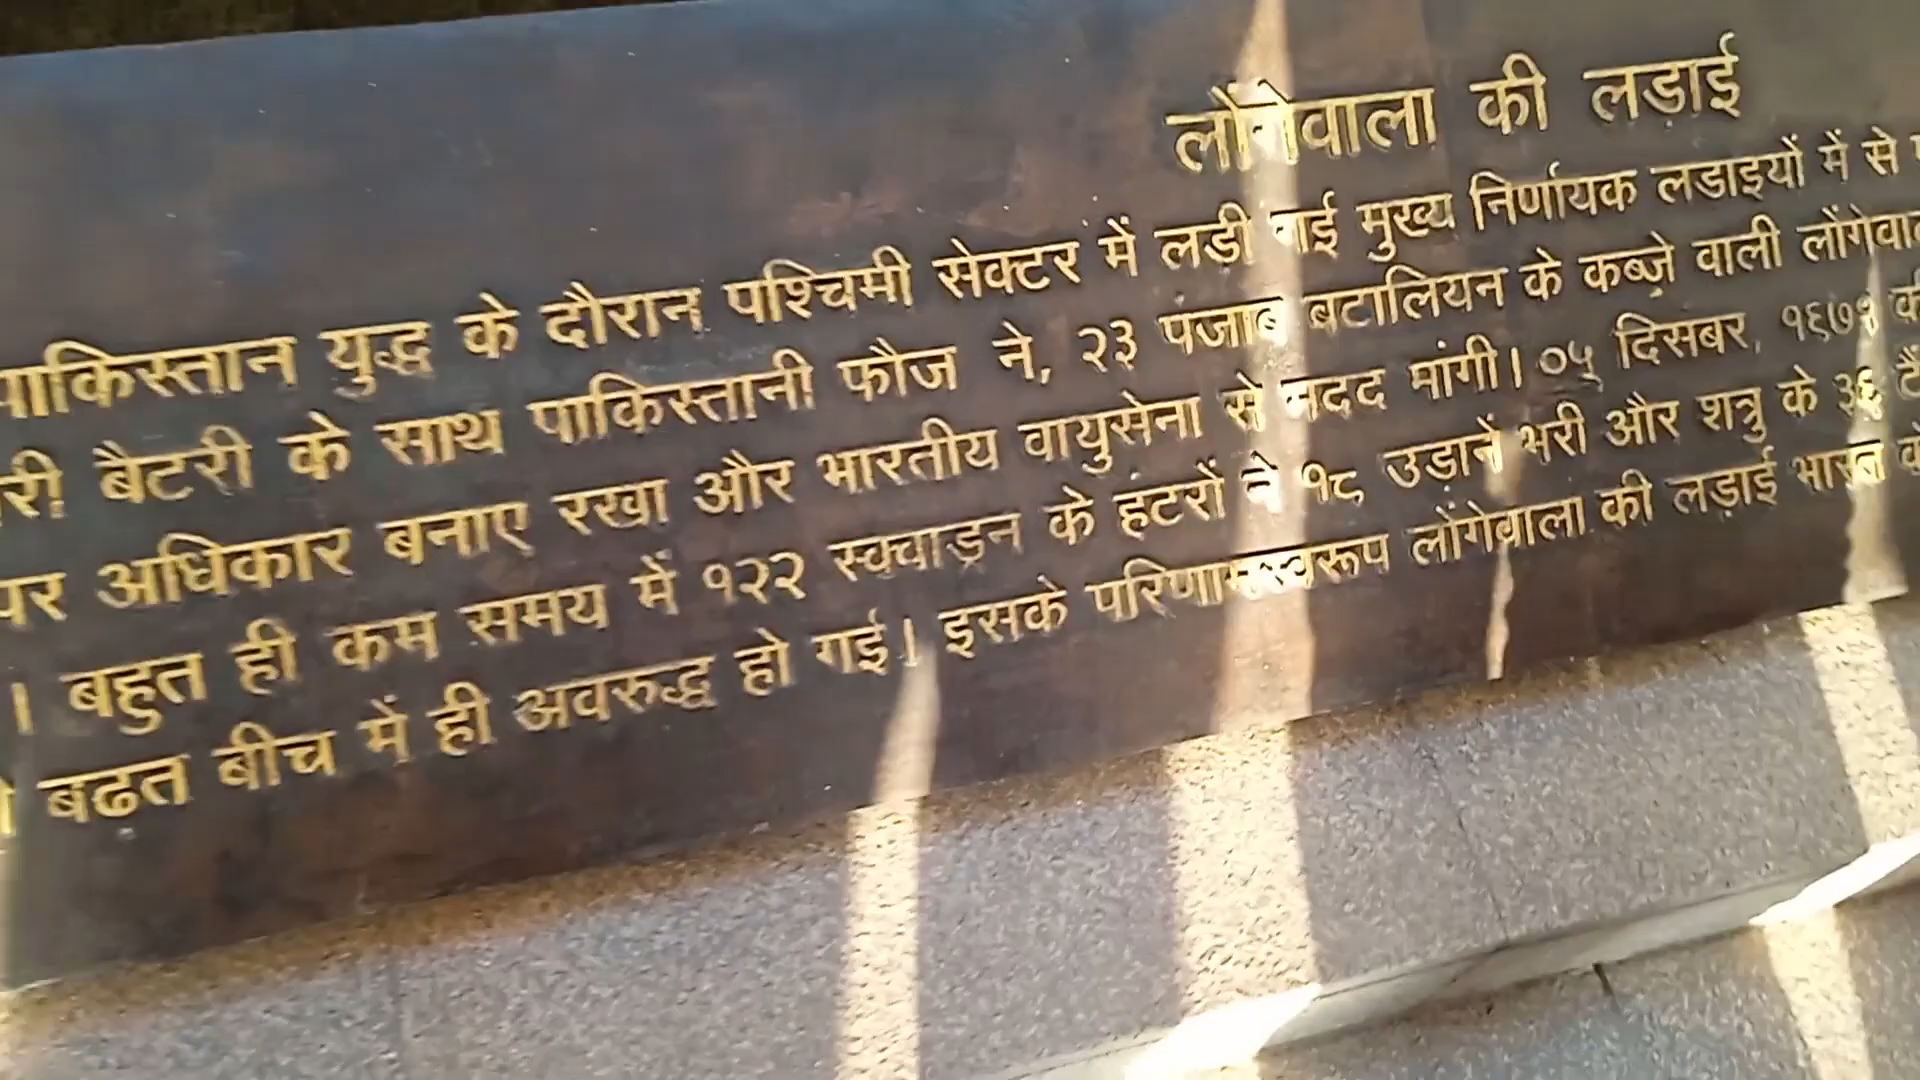 लोंगेवाला की लड़ाई
पाकिस्तान युद्ध के दौरान पश्चिमी सेक्टर में लड़ी गई मुख्य निर्णायक लडाइयों में से
बैटरी के साथ पाकिस्तानी फौज ने, २३ पंजाब बटालियन के कब्ज़े वाली
पर अधिकार बनाए रखा और भारतीय वायुसेना से मदद मांगी। ०५ दिसंबर, १९७१ की
। बहुत ही कम समय में १२२ स्क्वाड्रन के हंटरों ने १८ उडानें भरी और शत्रु के ३६
बढ़त बीच में ही अवरुद्ध हो गई। इसके परिणामस्वरूप लोंगेवाला की लड़ाई भारत